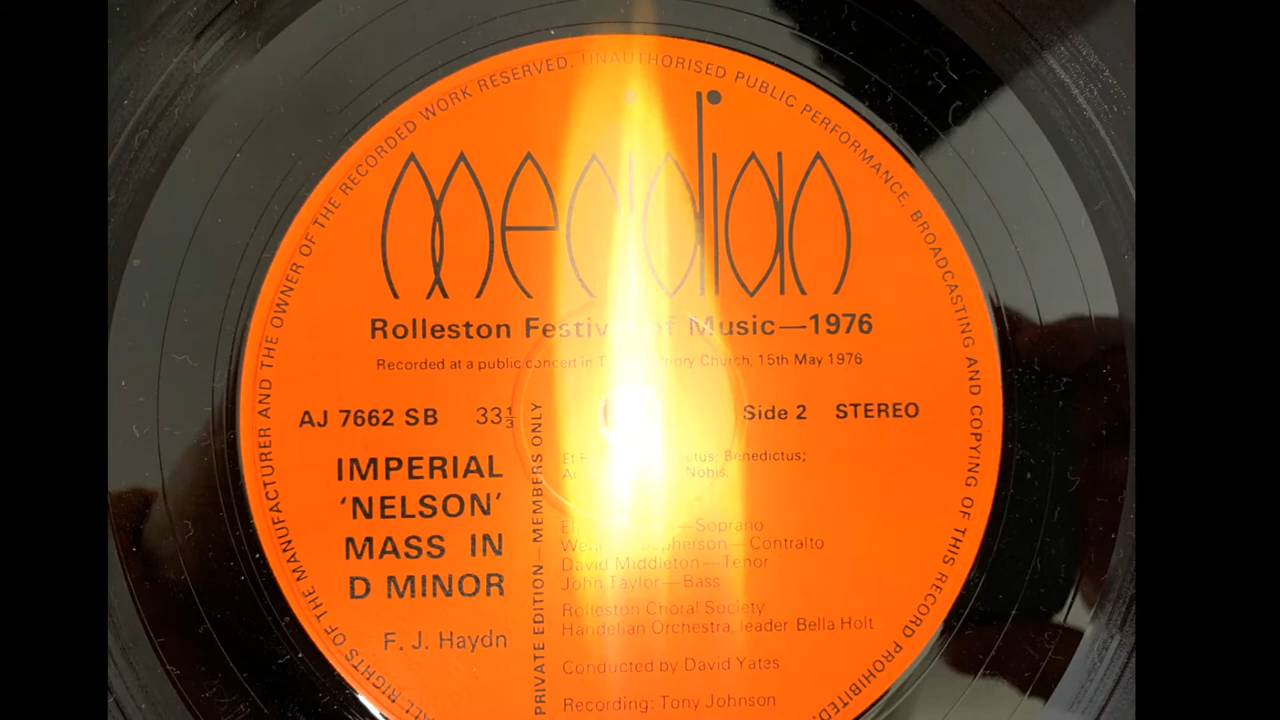 ALL RIGHTS OF THE MANUFACTURER AND THE OWNER OF THE RECORDED WORK RESERVED. UNAUTHORISED PUBLIC PERFORMANCE, BROADCASTING AND COPYING OF THIS RECORD PROHIBITED.
meridian
Rolleston Festival of Music—1976
Recorded at a public concert in Church, 15th May 1976
AJ 7662 SB 33⅓ Side 2 STEREO
IMPERIAL
‘NELSON’
MASS IN
D MINOR
F. J. Haydn
PRIVATE EDITION — MEMBERS ONLY
Et Benedictus;
Nobis.
—Soprano
—Contralto
David Middleton—Tenor
John Taylor—Bass
Rolleston Choral Society
Handelian Orchestra, leader Bella Holt
Conducted by David Yates
Recording: Tony Johnson